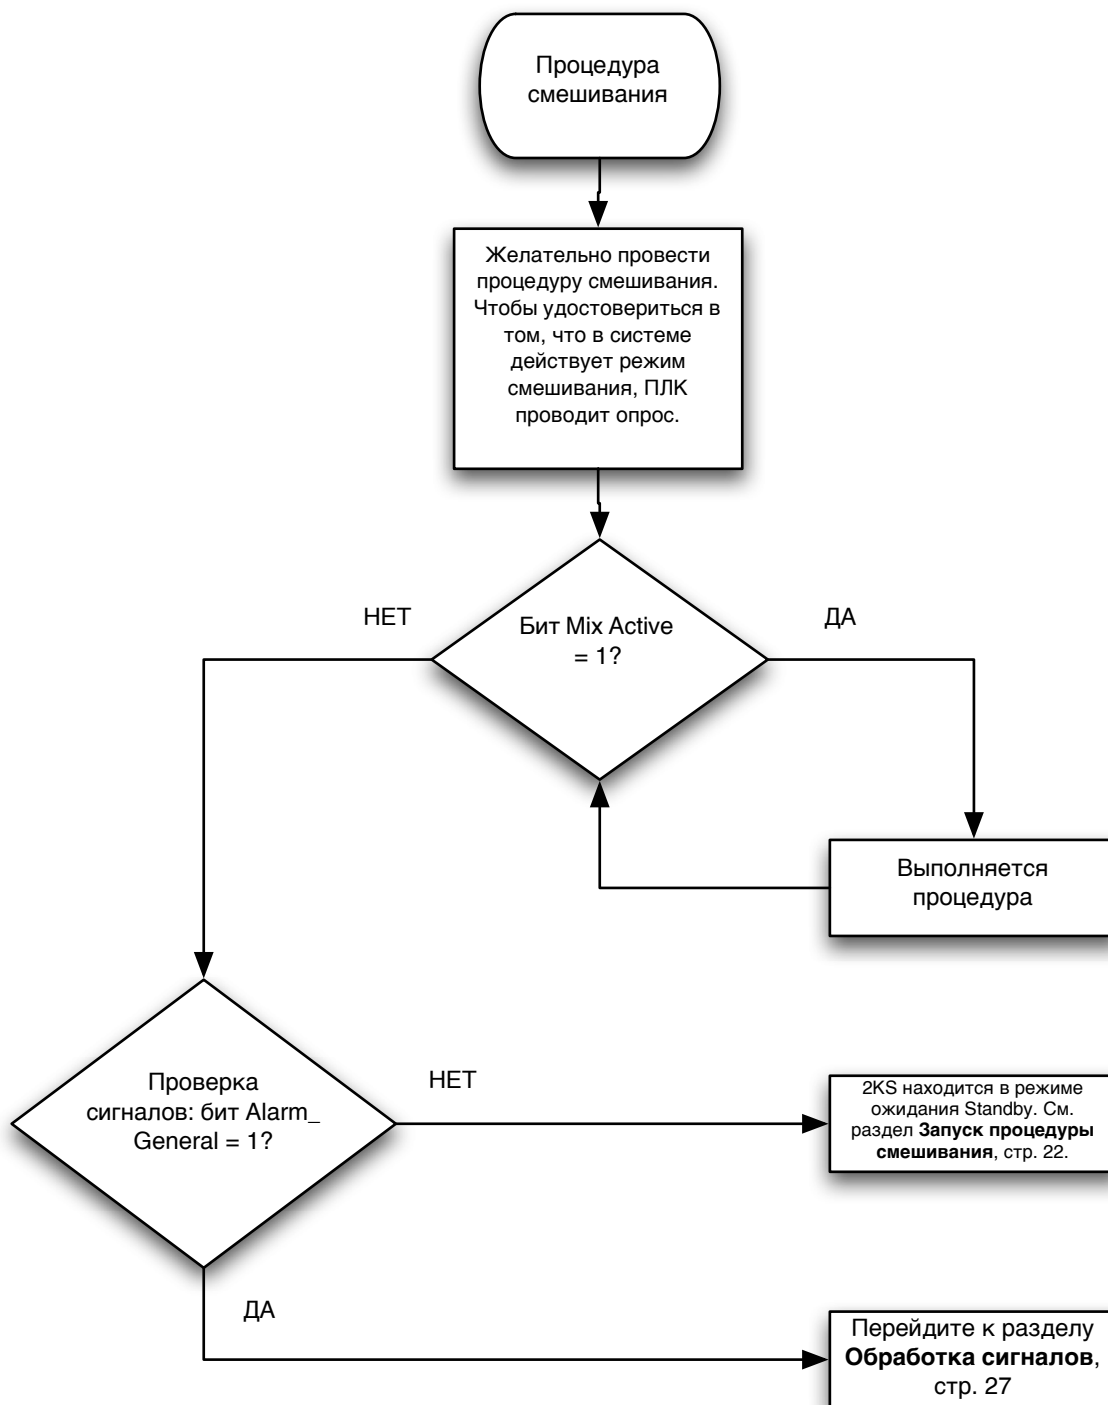 Процедура
смешивания
Желательно провести
процедуру смешивания.
Чтобы удостовериться в
том, что в системе
действует режим
смешивания, ПЛК
проводит опрос.
НЕТ
ДА
Бит Mix Active
= 1?
Выполняется
процедура
Проверка
сигналов: бит Alarm_
General = 1?
НЕТ
2KS находится в режиме
ожидания Standby. См.
раздел Запуск процедуры
смешивания, стр. 22.
ДА
Перейдите к разделу
Обработка сигналов,
стр. 27